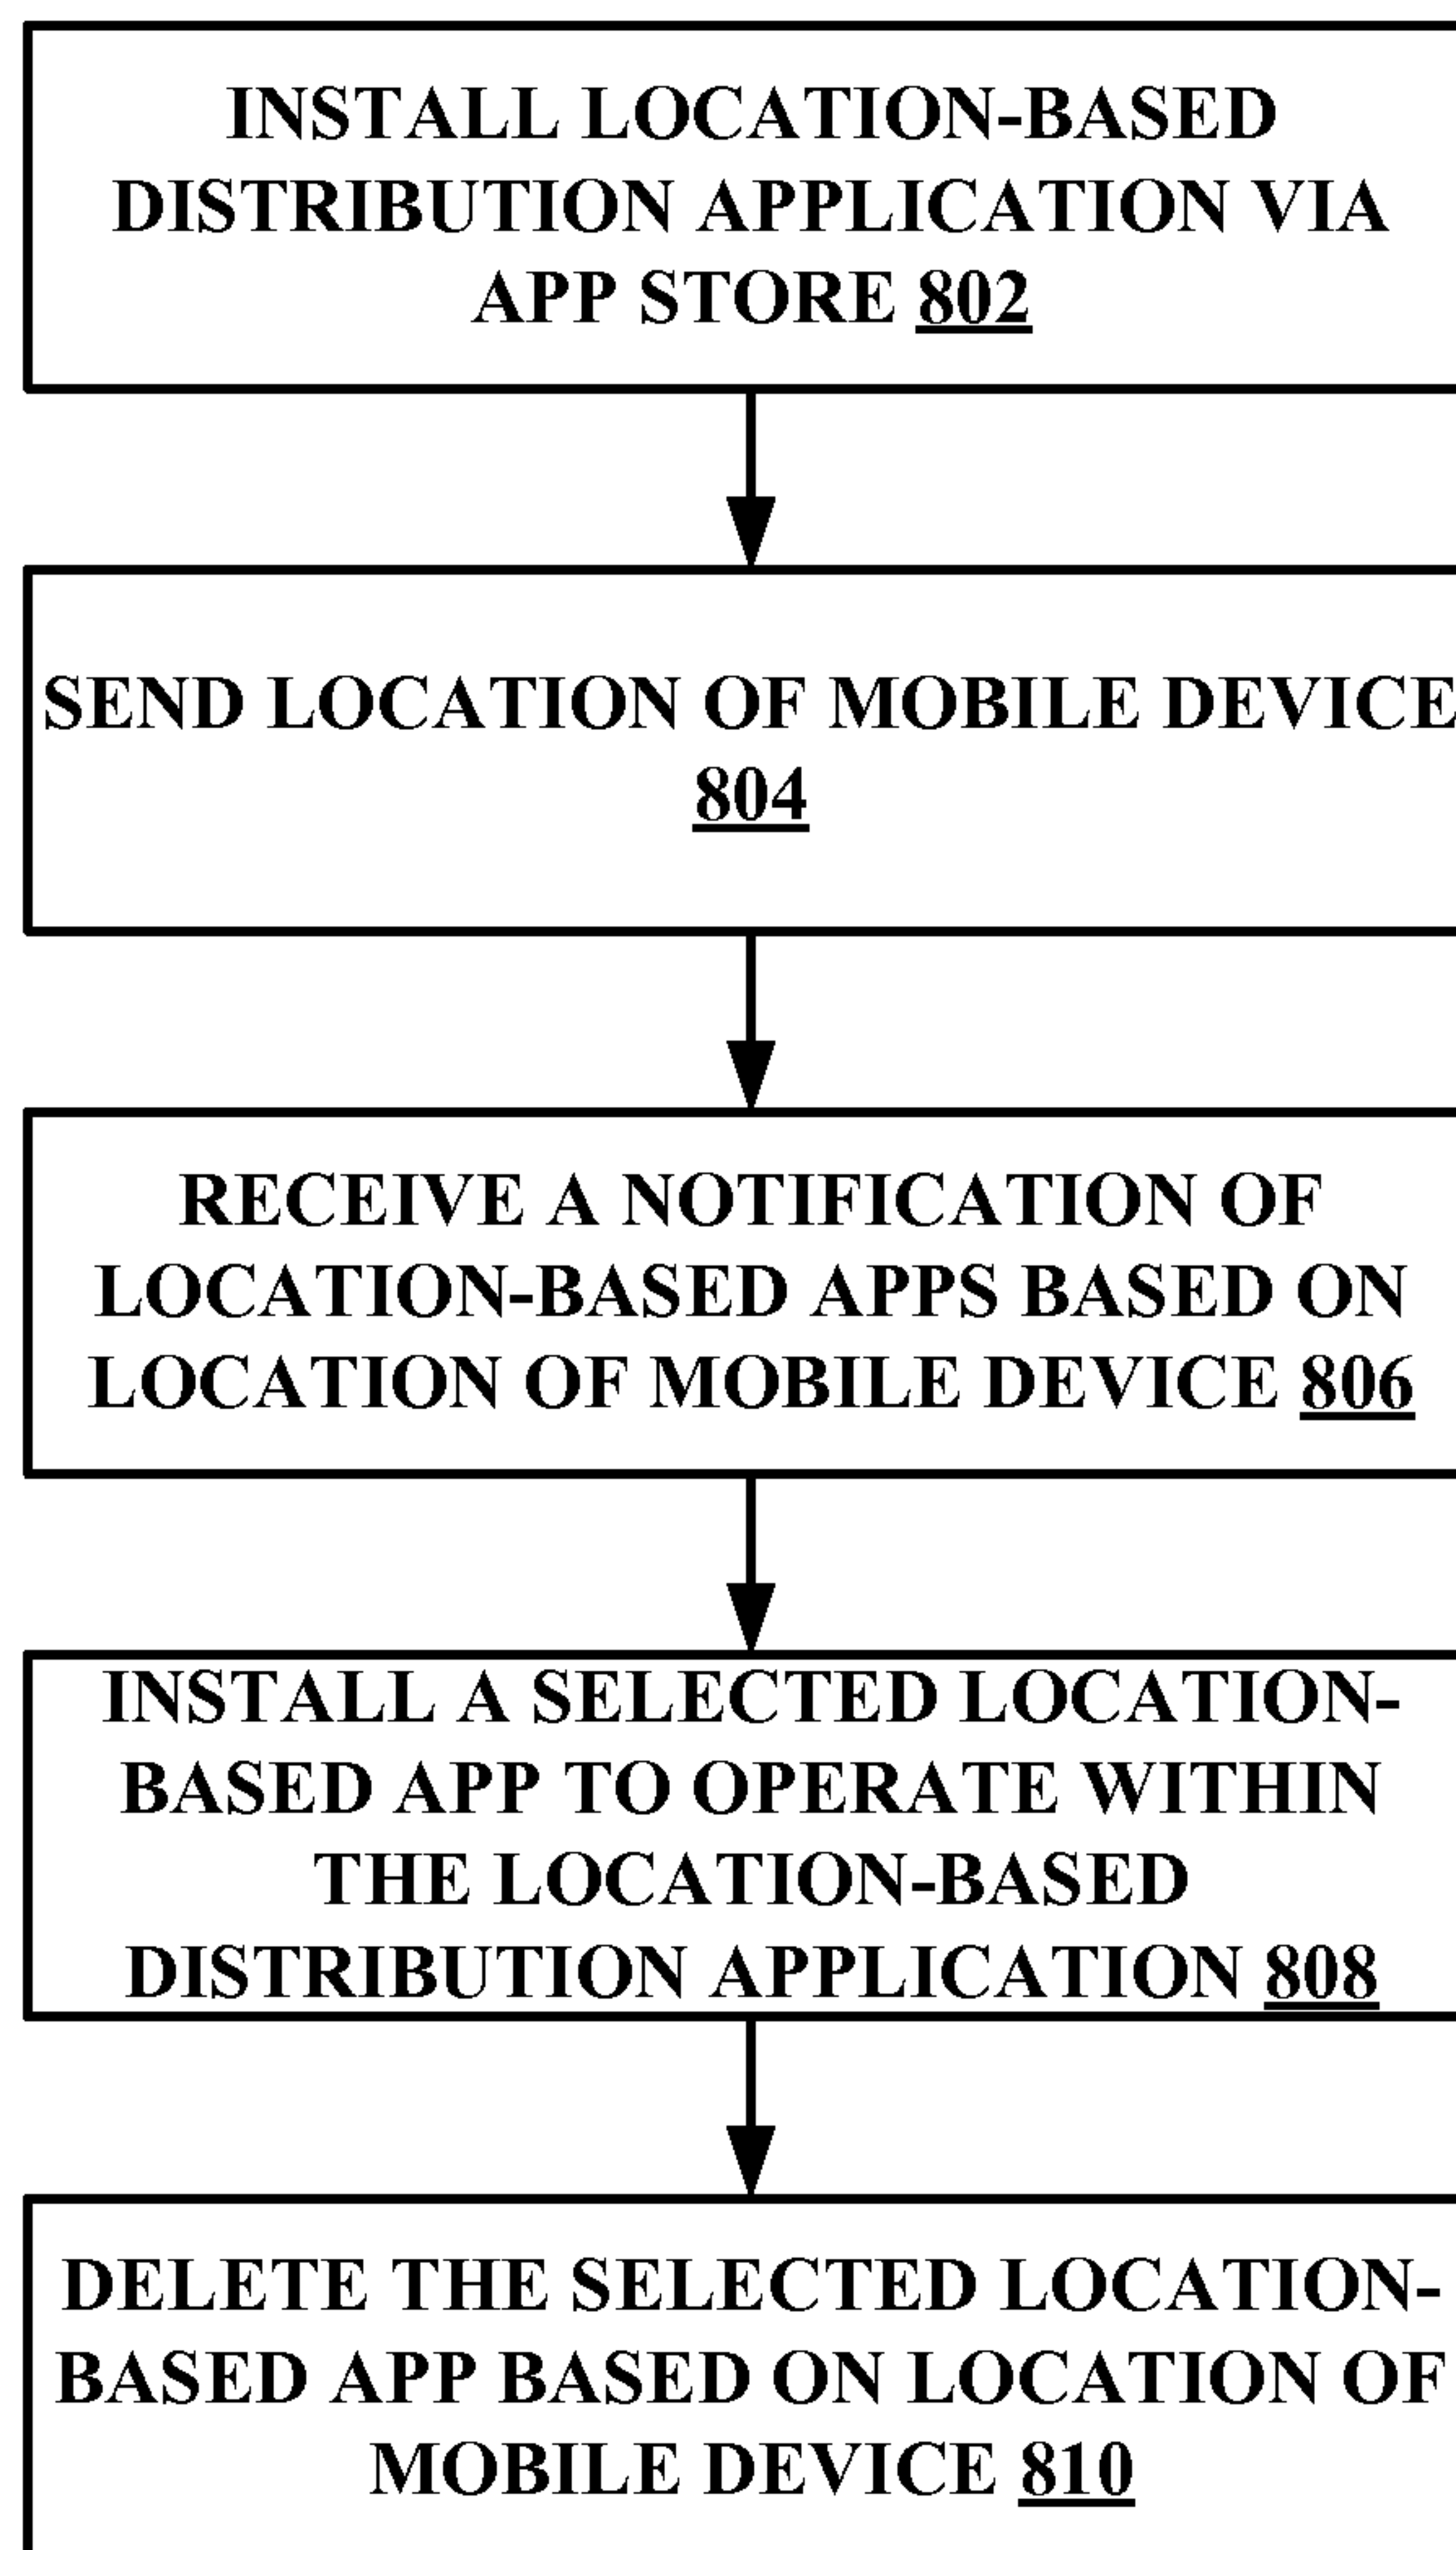 INSTALL LOCATION-BASED
DISTRIBUTION APPLICATION VIA
APP STORE 802
SEND LOCATION OF MOBILE DEVICE
804
RECEIVE A NOTIFICATION OF
LOCATION-BASED APPS BASED ON
LOCATION OF MOBILE DEVICE 806
INSTALL A SELECTED LOCATION-
BASED APP TO OPERATE WITHIN
THE LOCATION-BASED
DISTRIBUTION APPLICATION 808
DELETE THE SELECTED LOCATION-
BASED APP BASED ON LOCATION OF
MOBILE DEVICE 810